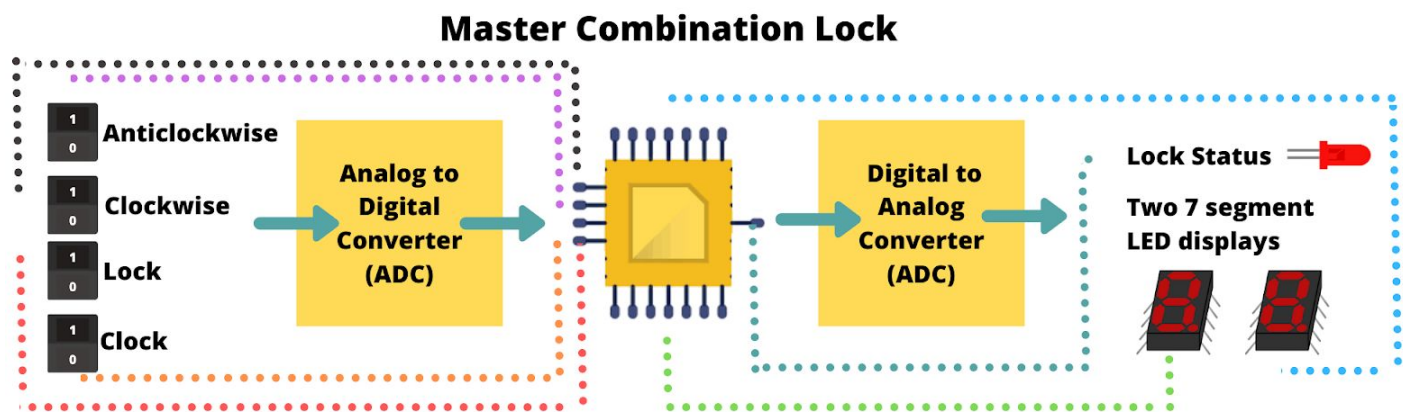 Master Combination Lock
1
0
Anticlockwise
1
0
Clockwise
1
0
Lock
1
0
Clock
Analog to
Digital
Converter
(ADC)
Digital to
Analog
Converter
(ADC)
Lock Status
Two 7 segment
LED displays